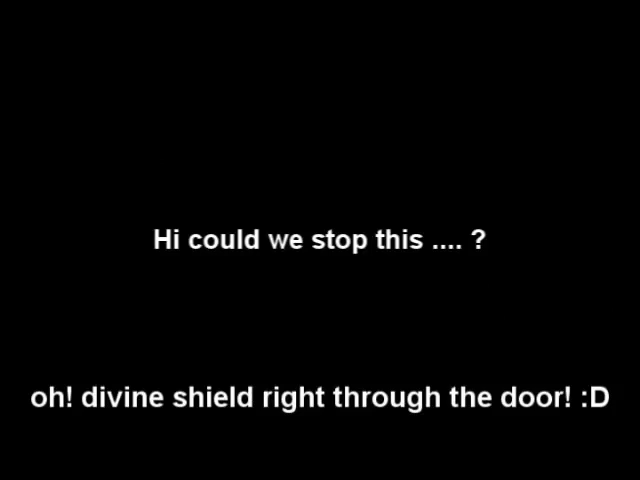 Hi could we stop this .... ?
oh! divine shield right through the door! :D